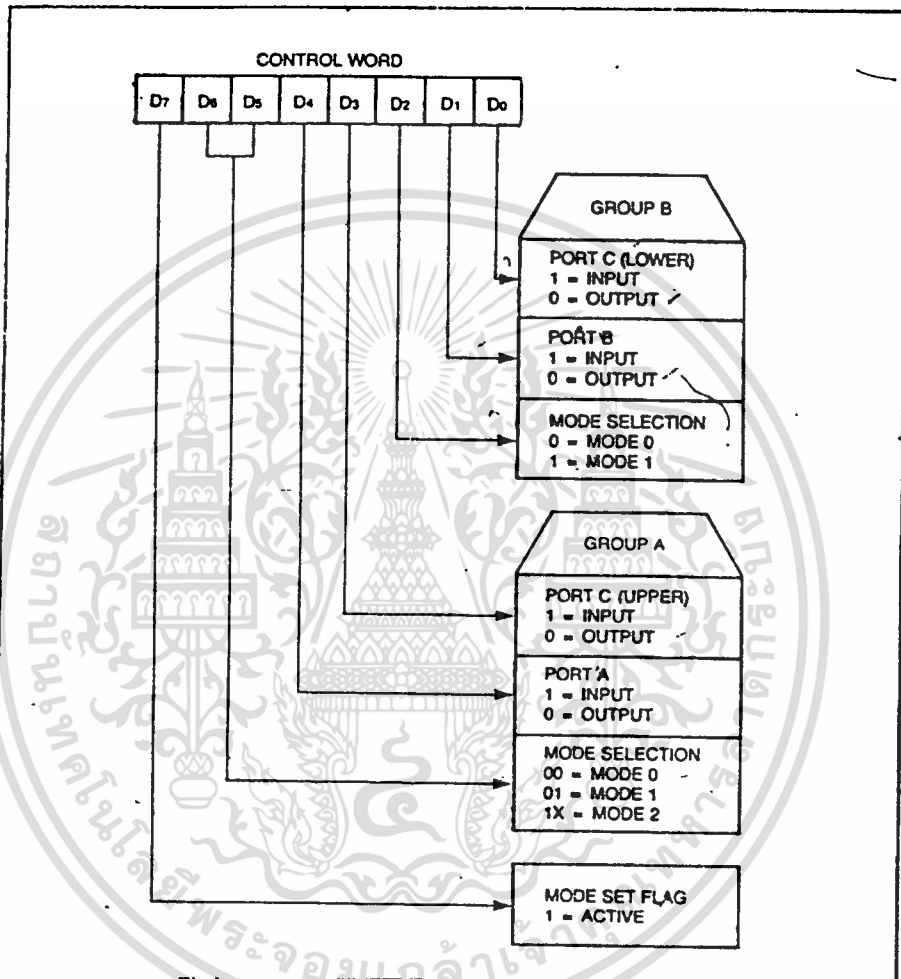 CONTROL WORD
D7 D6 D5 D4 D3 D2 D1 D0
GROUP B
PORT C (LOWER)
1 = INPUT
0 = OUTPUT
PORT B
1 = INPUT
0 = OUTPUT
MODE SELECTION
0 = MODE 0
1 = MODE 1
GROUP A
PORT C (UPPER)
1 = INPUT
0 = OUTPUT
PORT A
1 = INPUT
0 = OUTPUT
MODE SELECTION
00 = MODE 0
01 = MODE 1
1X = MODE 2
MODE SET FLAG
1 = ACTIVE